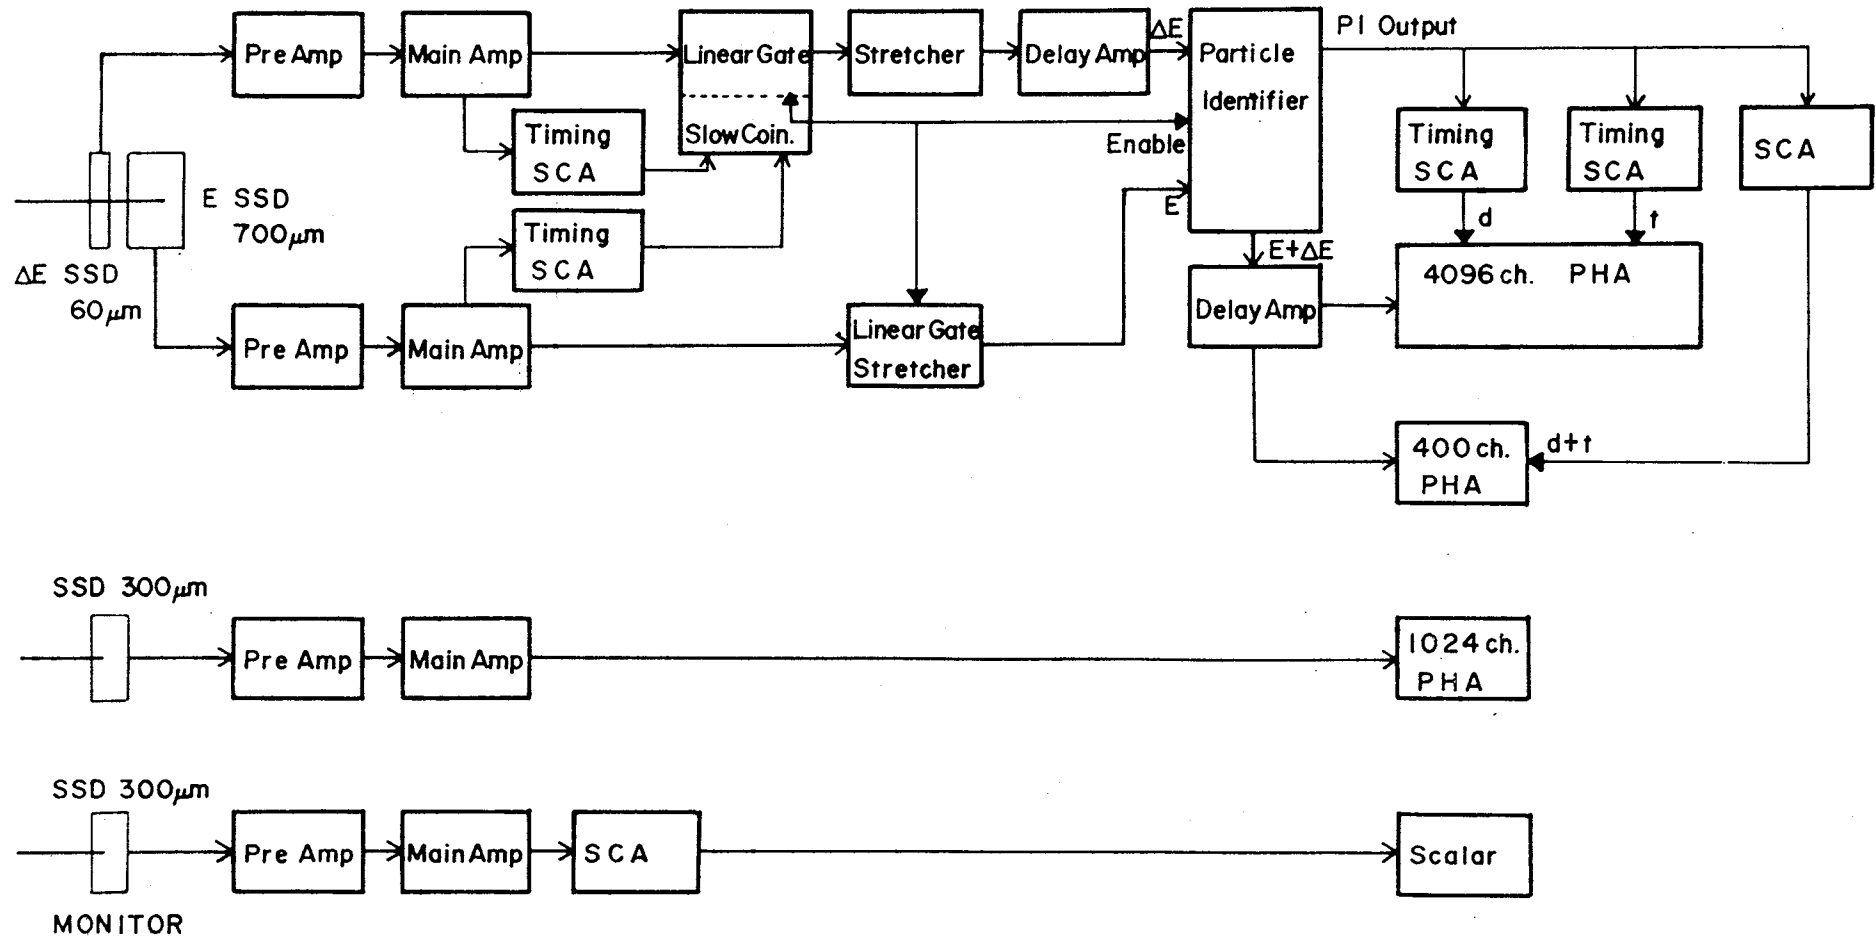 PI Output
Pre Amp
Main Amp
Linear Gate
Slow Coin.
Stretcher
Delay Amp
ΔE
Particle
Identifier
Enable
E
Timing
SCA
Timing
SCA
Timing
SCA
Timing
SCA
SCA
E SSD
700μm
ΔE SSD
60μm
d
t
E+ΔE
4096 ch. PHA
Delay Amp
Pre Amp
Main Amp
Linear Gate
Stretcher
400 ch.
PHA
d+t
SSD 300μm
Pre Amp
Main Amp
1024 ch.
PHA
SSD 300μm
Pre Amp
Main Amp
SCA
Scalar
MONITOR